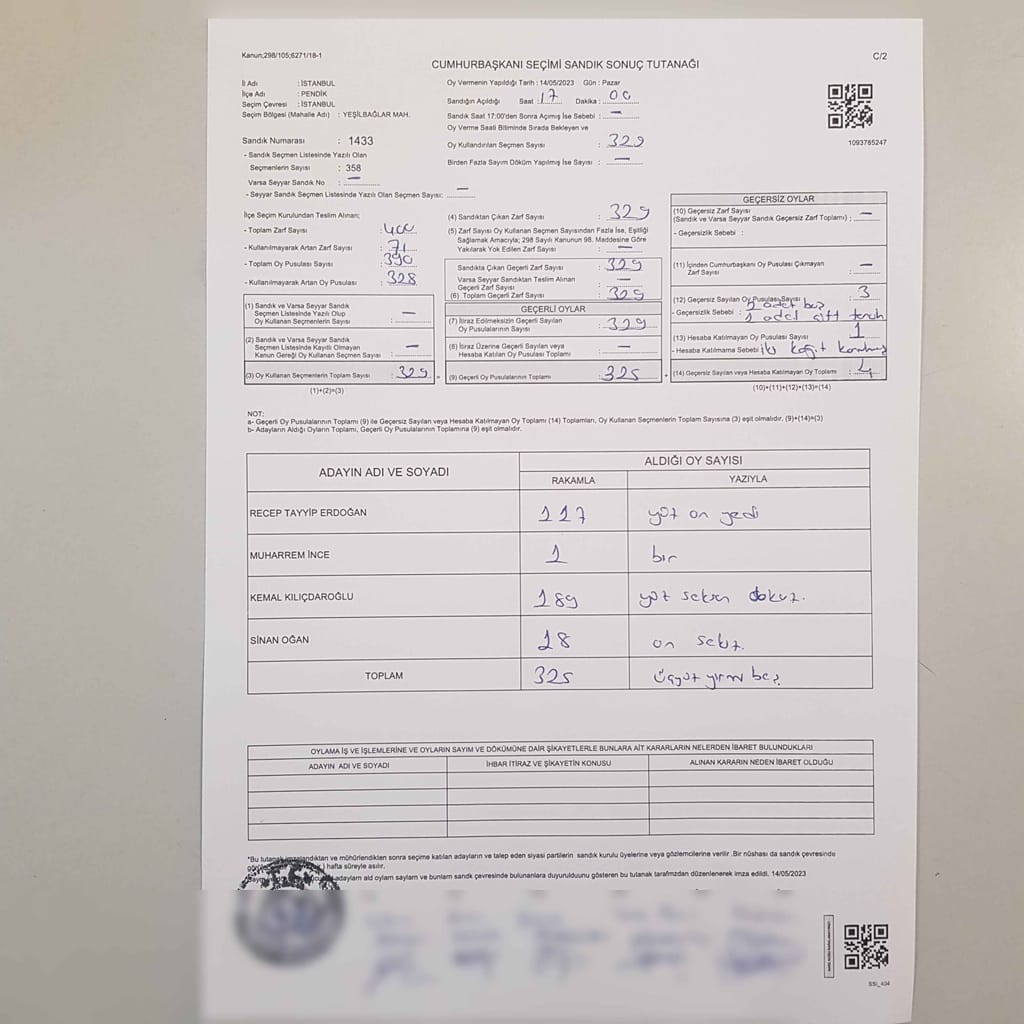 Kanun;298/105;6271/18-1
C/2
CUMHURBAŞKANI SEÇİMİ SANDIK SONUÇ TUTANAĞI
İl Adı : İSTANBUL
İlçe Adı : PENDİK
Seçim Çevresi : İSTANBUL
Seçim Bölgesi (Mahalle Adı) : YEŞİLBAĞLAR MAH.
Sandık Numarası : 1433
- Sandık Seçmen Listesinde Yazılı Olan
Seçmenlerin Sayısı : 358
Varsa Seyyar Sandık No : —
- Seyyar Sandık Seçmen Listesinde Yazılı Olan Seçmen Sayısı: —
Oy Vermenin Yapıldığı Tarih : 14/05/2023 Gün : Pazar
Sandığın Açıldığı Saat : 17 Dakika : 00
Sandık Saat 17:00'den Sonra Açımış İse Sebebi : —
Oy Verme Saati Bitiminde Sırada Bekleyen ve
Oy Kullandırılan Seçmen Sayısı : 329
Birden Fazla Sayım Döküm Yapılmış İse Sayısı : —
1093785247
İlçe Seçim Kurulundan Teslim Alınan;
- Toplam Zarf Sayısı : 400
- Kullanılmayarak Artan Zarf Sayısı : 71
- Toplam Oy Pusulası Sayısı : 390
- Kullanılmayarak Artan Oy Pusulası : 328
(1) Sandık ve Varsa Seyyar Sandık
Seçmen Listesinde Yazılı Olup
Oy Kullanan Seçmenlerin Sayısı : —
(2) Sandık ve Varsa Seyyar Sandık
Seçmen Listesinde Kayıtlı Olmayan
Kanun Gereği Oy Kullanan Seçmen Sayısı : —
(3) Oy Kullanan Seçmenlerin Toplam Sayısı : 329
(1)+(2)=(3)
(4) Sandıktan Çıkan Zarf Sayısı : 329
(5) Zarf Sayısı Oy Kullanan Seçmen Sayısından Fazla İse, Eşitliği
Sağlamak Amacıyla; 298 Sayılı Kanunun 98. Maddesine Göre
Yakılarak Yok Edilen Zarf Sayısı : —
Sandıkta Çıkan Geçerli Zarf Sayısı : 329
Varsa Seyyar Sandıktan Teslim Alınan
Geçerli Zarf Sayısı : —
(6) Toplam Geçerli Zarf Sayısı : 329
GEÇERLİ OYLAR
(7) İtiraz Edilmeksizin Geçerli Sayılan
Oy Pusulalarının Sayısı : 329
(8) İtiraz Üzerine Geçerli Sayılan veya
Hesaba Katılan Oy Pusulası Toplamı : —
(9) Geçerli Oy Pusulalarının Toplamı : 325
GEÇERSİZ OYLAR
(10) Geçersiz Zarf Sayısı
(Sandık ve Varsa Seyyar Sandık Geçersiz Zarf Toplamı) : —
- Geçersizlik Sebebi :
(11) İçinden Cumhurbaşkanı Oy Pusulası Çıkmayan
Zarf Sayısı : —
(12) Geçersiz Sayılan Oy Pusulası Sayısı : 3
adet boş
- Geçersizlik Sebebi : 1 adet çift tercih
(13) Hesaba Katılmayan Oy Pusulası Sayısı : 1
- Hesaba Katılmama Sebebi : iki kağıt
(14) Geçersiz Sayılan veya Hesaba Katılmayan Oy Toplamı : 4
(10)+(11)+(12)+(13)=(14)
NOT:
a- Geçerli Oy Pusulalarının Toplamı (9) ile Geçersiz Sayılan veya Hesaba Katılmayan Oy Toplamı (14) Toplamları, Oy Kullanan Seçmenlerin Toplam Sayısına (3) eşit olmalıdır. (9)+(14)=(3)
b- Adayların Aldığı Oyların Toplamı, Geçerli Oy Pusulalarının Toplamına (9) eşit olmalıdır.
ADAYIN ADI VE SOYADI
ALDIĞI OY SAYISI
RAKAMLA YAZIYLA
RECEP TAYYİP ERDOĞAN 117 yüz on yedi
MUHARREM İNCE 1 bir
KEMAL KILIÇDAROĞLU 189 yüz seksen dokuz.
SİNAN OĞAN 18 on sekiz.
TOPLAM 325 üçyüz yirmi beş
OYLAMA İŞ VE İŞLEMLERİNE VE OYLARIN SAYIM VE DÖKÜMÜNE DAİR ŞİKAYETLERLE BUNLARA AİT KARARLARIN NELERDEN İBARET BULUNDUKLARI
ADAYIN ADI VE SOYADI İHBAR İTİRAZ VE ŞİKAYETİN KONUSU ALINAN KARARIN NEDEN İBARET OLDUĞU
*Bu tutanak imzalandıktan ve mühürlendikten sonra seçime katılan adayların ve talep eden siyasi partilerin sandık kurulu üyelerine veya gözlemcilerine verilir .Bir nüshası da sandık çevresinde
) hafta süreyle asılır.
adayların ald oylam saylam ve bunlarn sandk çevresinde bulunanlara duyurulduunu gösteren bu tutanak tarafmzdan düzenlenerek imza edildi. 14/05/2023
SSİ_404